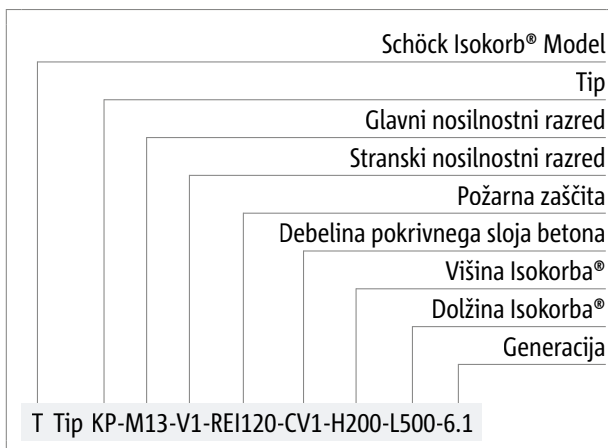 Schöck Isokorb® Model
Tip
Glavni nosilnostni razred
Stranski nosilnostni razred
Požarna zaščita
Debelina pokrivnega sloja betona
Višina Isokorba®
Dolžina Isokorba®
Generacija
T Tip KP-M13-V1-REI120-CV1-H200-L500-6.1